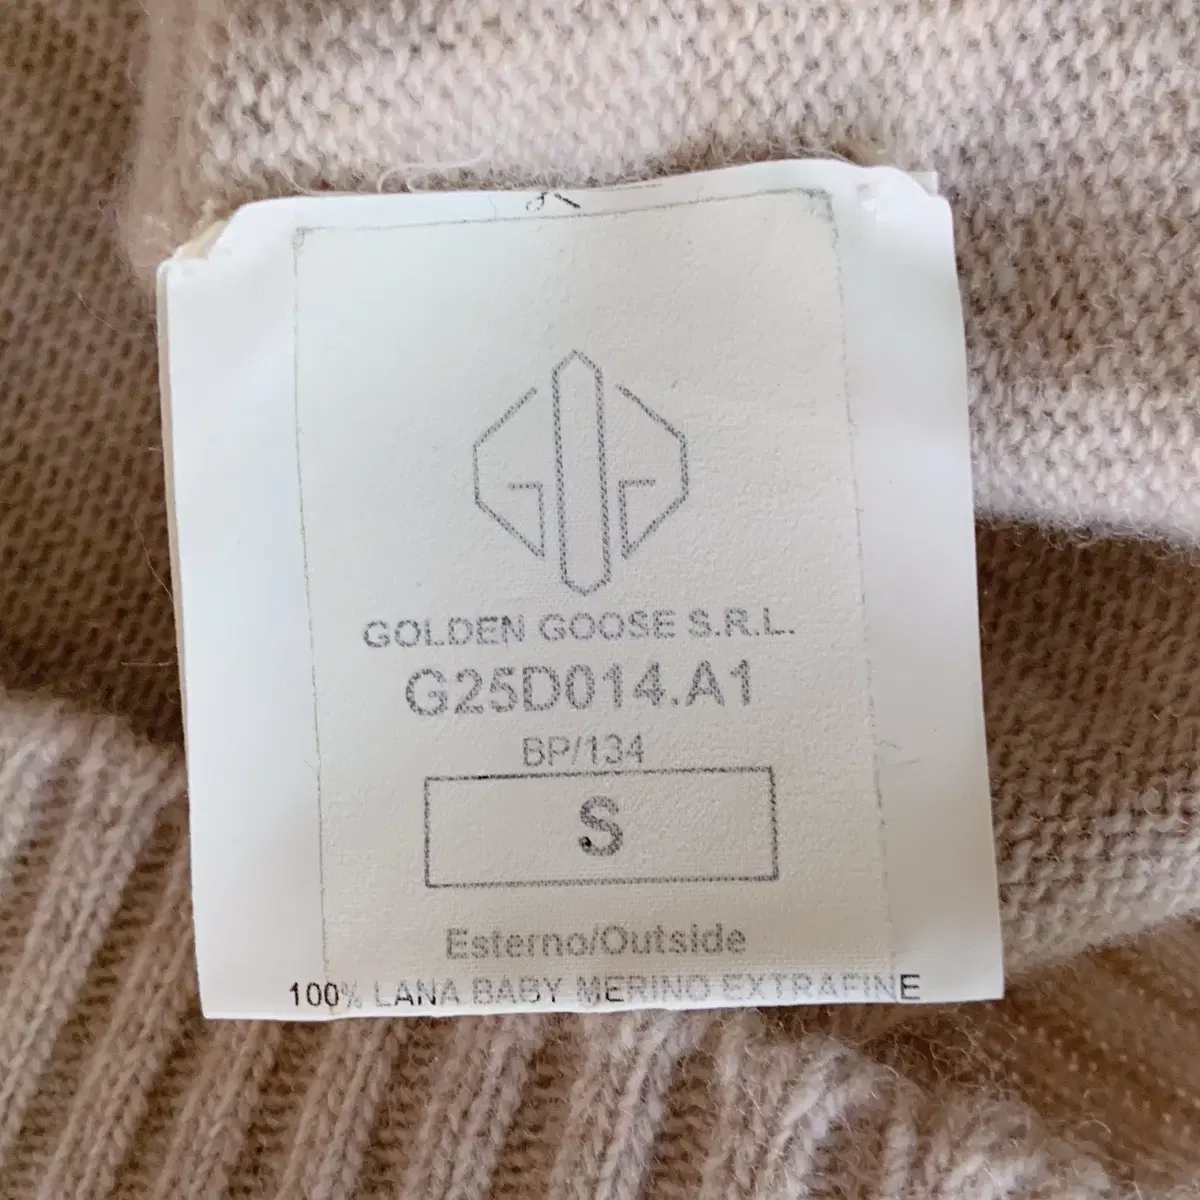 GOLDEN GOOSE S.R.L.
G25D014.A1
BP/134
S
Esterno/Outside
100% LANA BABY MERINO EXTRAFINE